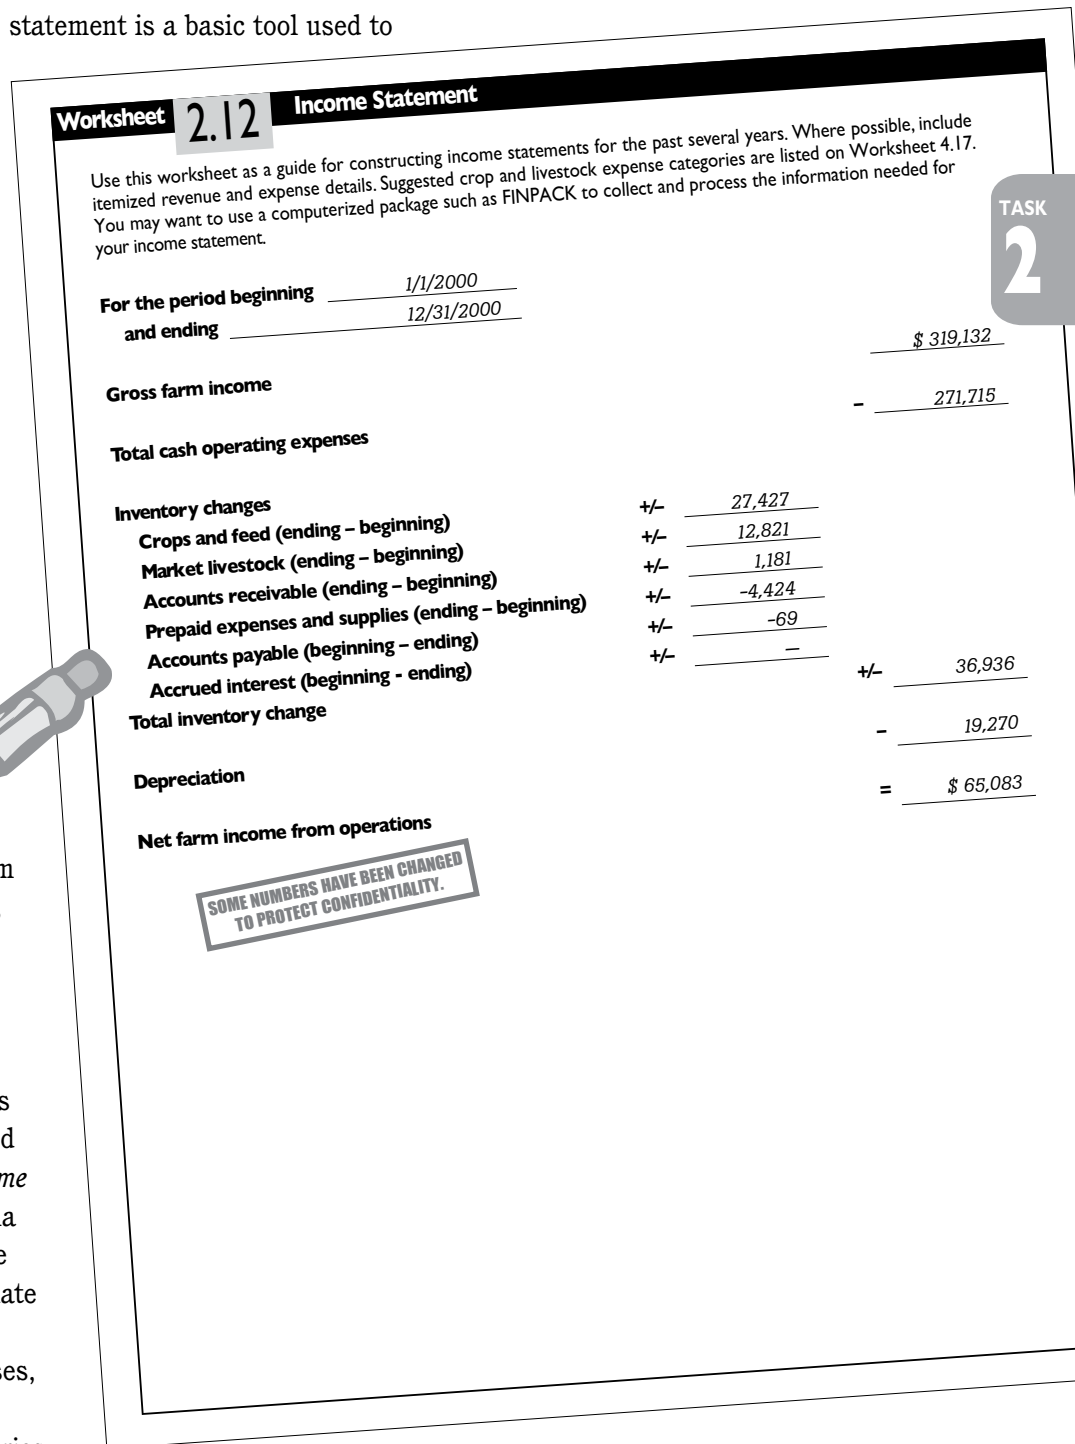 statement is a basic tool used to
Worksheet 2.12 Income Statement
Use this worksheet as a guide for constructing income statements for the past several years. Where possible, include
itemized revenue and expense details. Suggested crop and livestock expense categories are listed on Worksheet 4.17.
You may want to use a computerized package such as FINPACK to collect and process the information needed for
your income statement.
TASK
2
For the period beginning 1/1/2000
and ending 12/31/2000
Gross farm income $ 319,132
Total cash operating expenses – 271,715
Inventory changes
Crops and feed (ending – beginning) +/– 27,427
Market livestock (ending – beginning) +/– 12,821
Accounts receivable (ending – beginning) +/– 1,181
Prepaid expenses and supplies (ending – beginning) +/– –4,424
Accounts payable (beginning – ending) +/– –69
Accrued interest (beginning - ending) +/– —
Total inventory change +/– 36,936
Depreciation – 19,270
Net farm income from operations = $ 65,083
SOME NUMBERS HAVE BEEN CHANGED
TO PROTECT CONFIDENTIALITY.